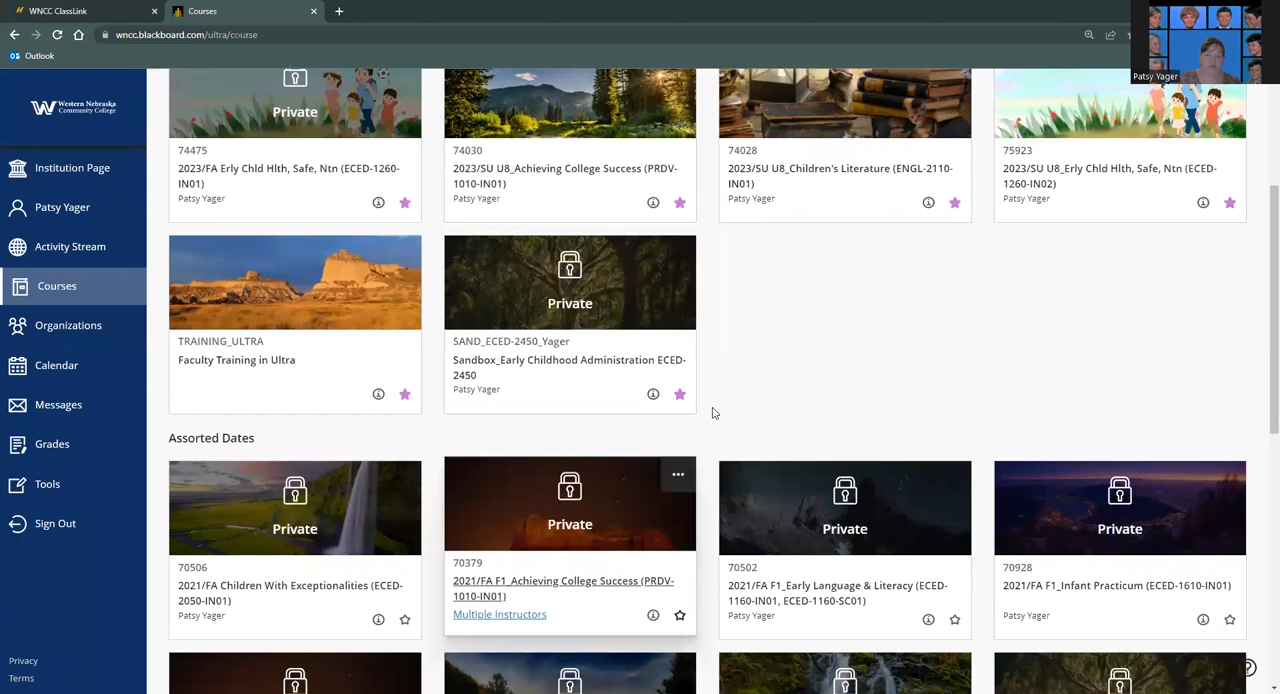 WNCC ClassLink
Courses
wncc.blackboard.com/ultra/course
Outlook
Patsy Yager
Western Nebraska
Community College
Institution Page
Patsy Yager
Activity Stream
Courses
Organizations
Calendar
Messages
Grades
Tools
Sign Out
Privacy
Terms
Private
74475
2023/FA Erly Chld Hlth, Safe, Ntn (ECED-1260-
IN01)
Patsy Yager
74030
2023/SU U8_Achieving College Success (PRDV-
1010-IN01)
Patsy Yager
74028
2023/SU U8_Children's Literature (ENGL-2110-
IN01)
Patsy Yager
75923
2023/SU U8_Erly Chld Hlth, Safe, Ntn (ECED-
1260-IN02)
Patsy Yager
TRAINING_ULTRA
Faculty Training in Ultra
Private
SAND_ECED-2450_Yager
Sandbox_Early Childhood Administration ECED-
2450
Patsy Yager
Assorted Dates
Private
70506
2021/FA Children With Exceptionalities (ECED-
2050-IN01)
Patsy Yager
Private
70379
2021/FA F1_Achieving College Success (PRDV-
1010-IN01)
Multiple Instructors
Private
70502
2021/FA F1_Early Language & Literacy (ECED-
1160-IN01, ECED-1160-SC01)
Patsy Yager
Private
70928
2021/FA F1_Infant Practicum (ECED-1610-IN01)
Patsy Yager